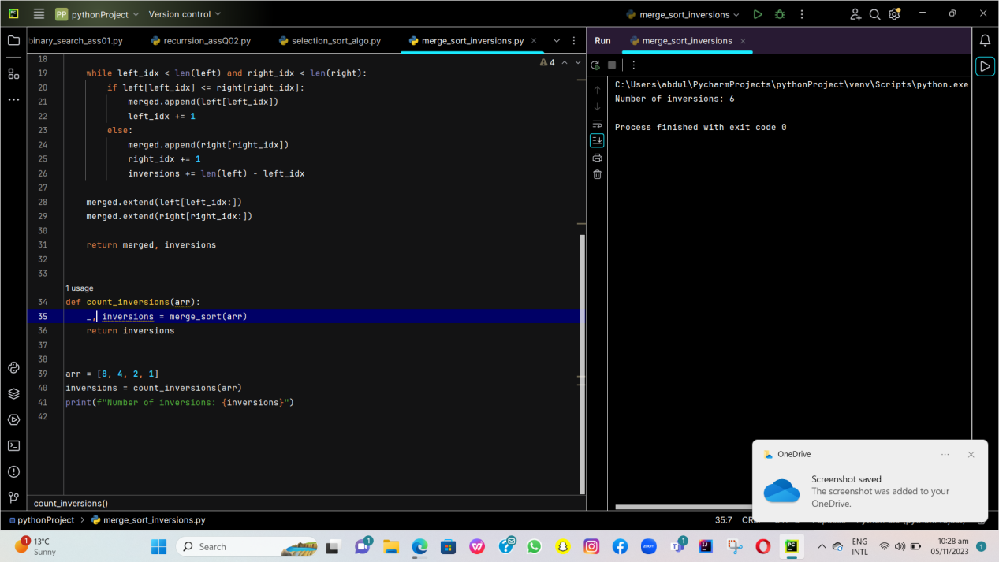 PP pythonProject Version control merge_sort_inversions
binary_search_ass01.py recurrsion_assQ02.py selection_sort_algo.py merge_sort_inversions.py Run merge_sort_inversions
18
4
19 while left_idx < len(left) and right_idx < len(right):
20 if left[left_idx] <= right[right_idx]:
21 merged.append(left[left_idx])
22 left_idx += 1
23 else:
24 merged.append(right[right_idx])
25 right_idx += 1
26 inversions += len(left) - left_idx
27
28 merged.extend(left[left_idx:])
29 merged.extend(right[right_idx:])
30
31 return merged, inversions
32
33
1 usage
34 def count_inversions(arr):
35 _, inversions = merge_sort(arr)
36 return inversions
37
38
39 arr = [8, 4, 2, 1]
40 inversions = count_inversions(arr)
41 print(f"Number of inversions: {inversions}")
42
count_inversions()
C:\Users\abdul\PycharmProjects\pythonProject\venv\Scripts\python.exe
Number of inversions: 6
Process finished with exit code 0
OneDrive
Screenshot saved
The screenshot was added to your
OneDrive.
pythonProject > merge_sort_inversions.py 35:7
1
13°C
Sunny
Search
1
zoom
1
PC
ENG
INTL
10:28 am
05/11/2023
1